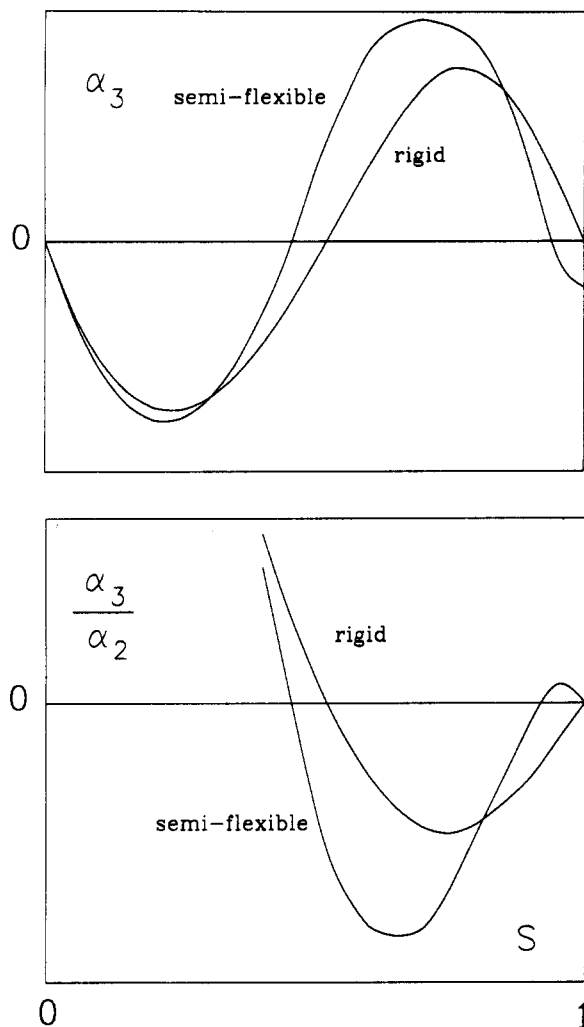 α₃
semi-flexible
rigid
0
α₃
α₂
rigid
0
semi-flexible
S
0
1